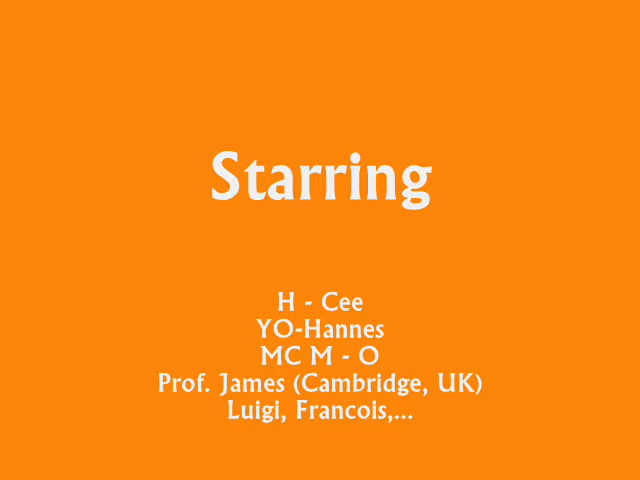 Starring
H - Cee
YO-Hannes
MC M - O
Prof. James (Cambridge, UK)
Luigi, Francois,...